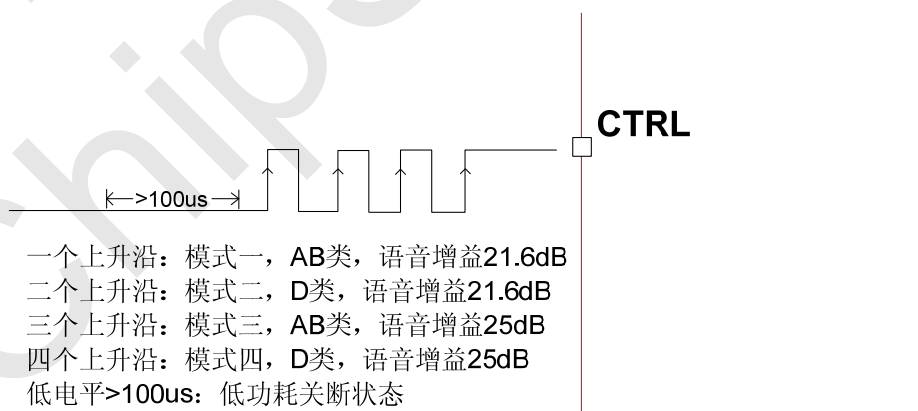 Chips
CTRL
>100us
一个上升沿：模式一，AB类，语音增益21.6dB
二个上升沿：模式二，D类，语音增益21.6dB
三个上升沿：模式三，AB类，语音增益25dB
四个上升沿：模式四，D类，语音增益25dB
低电平>100us：低功耗关断状态